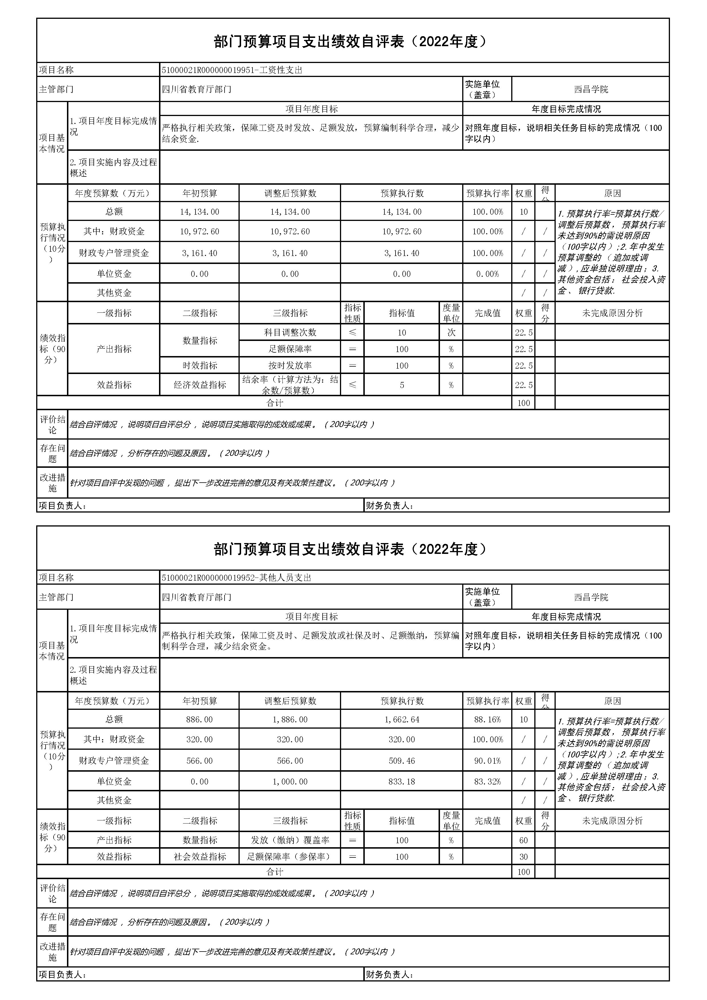 部门预算项目支出绩效自评表（2022年度）
项目名称 51000021R000000019951-工资性支出
主管部门 四川省教育厅部门 实施单位（盖章） 西昌学院
项目基本情况 1.项目年度目标完成情况 项目年度目标 年度目标完成情况
严格执行相关政策，保障工资及时发放、足额发放，预算编制科学合理，减少结余资金. 对照年度目标，说明相关任务目标的完成情况（100字以内）
2.项目实施内容及过程概述
预算执行情况（10分） 年度预算数（万元） 年初预算 调整后预算数 预算执行数 预算执行率 权重 得分 原因
总额 14,134.00 14,134.00 14,134.00 100.00% 10
其中：财政资金 10,972.60 10,972.60 10,972.60 100.00% / /
财政专户管理资金 3,161.40 3,161.40 3,161.40 100.00% / /
单位资金 0.00 0.00 0.00 0.00% / /
其他资金 / /
1.预算执行率=预算执行数/
调整后预算数，预算执行率
未达到90%的需说明原因
（100字以内）;2.年中发生
预算调整的（追加或调
减）,应单独说明理由；3.
其他资金包括：社会投入资
金、银行贷款.
绩效指标（90分） 一级指标 二级指标 三级指标 指标性质 指标值 度量单位 完成值 权重 得分 未完成原因分析
产出指标 数量指标 科目调整次数 ≤ 10 次 22.5
足额保障率 ＝ 100 % 22.5
时效指标 按时发放率 ＝ 100 % 22.5
效益指标 经济效益指标 结余率（计算方法为：结余数/预算数） ≤ 5 % 22.5
合计 100
评价结论 结合自评情况，说明项目自评总分，说明项目实施取得的成效或成果。（200字以内）
存在问题 结合自评情况，分析存在的问题及原因。（200字以内）
改进措施 针对项目自评中发现的问题，提出下一步改进完善的意见及有关政策性建议。（200字以内）
项目负责人： 财务负责人：
部门预算项目支出绩效自评表（2022年度）
项目名称 51000021R000000019952-其他人员支出
主管部门 四川省教育厅部门 实施单位（盖章） 西昌学院
项目基本情况 1.项目年度目标完成情况 项目年度目标 年度目标完成情况
严格执行相关政策，保障工资及时、足额发放或社保及时、足额缴纳，预算编制科学合理，减少结余资金。 对照年度目标，说明相关任务目标的完成情况（100字以内）
2.项目实施内容及过程概述
预算执行情况（10分） 年度预算数（万元） 年初预算 调整后预算数 预算执行数 预算执行率 权重 得分 原因
总额 886.00 1,886.00 1,662.64 88.16% 10
其中：财政资金 320.00 320.00 320.00 100.00% / /
财政专户管理资金 566.00 566.00 509.46 90.01% / /
单位资金 0.00 1,000.00 833.18 83.32% / /
其他资金 / /
1.预算执行率=预算执行数/
调整后预算数，预算执行率
未达到90%的需说明原因
（100字以内）;2.年中发生
预算调整的（追加或调
减）,应单独说明理由；3.
其他资金包括：社会投入资
金、银行贷款.
绩效指标（90分） 一级指标 二级指标 三级指标 指标性质 指标值 度量单位 完成值 权重 得分 未完成原因分析
产出指标 数量指标 发放（缴纳）覆盖率 ＝ 100 % 60
效益指标 社会效益指标 足额保障率（参保率） ＝ 100 % 30
合计 100
评价结论 结合自评情况，说明项目自评总分，说明项目实施取得的成效或成果。（200字以内）
存在问题 结合自评情况，分析存在的问题及原因。（200字以内）
改进措施 针对项目自评中发现的问题，提出下一步改进完善的意见及有关政策性建议。（200字以内）
项目负责人： 财务负责人：